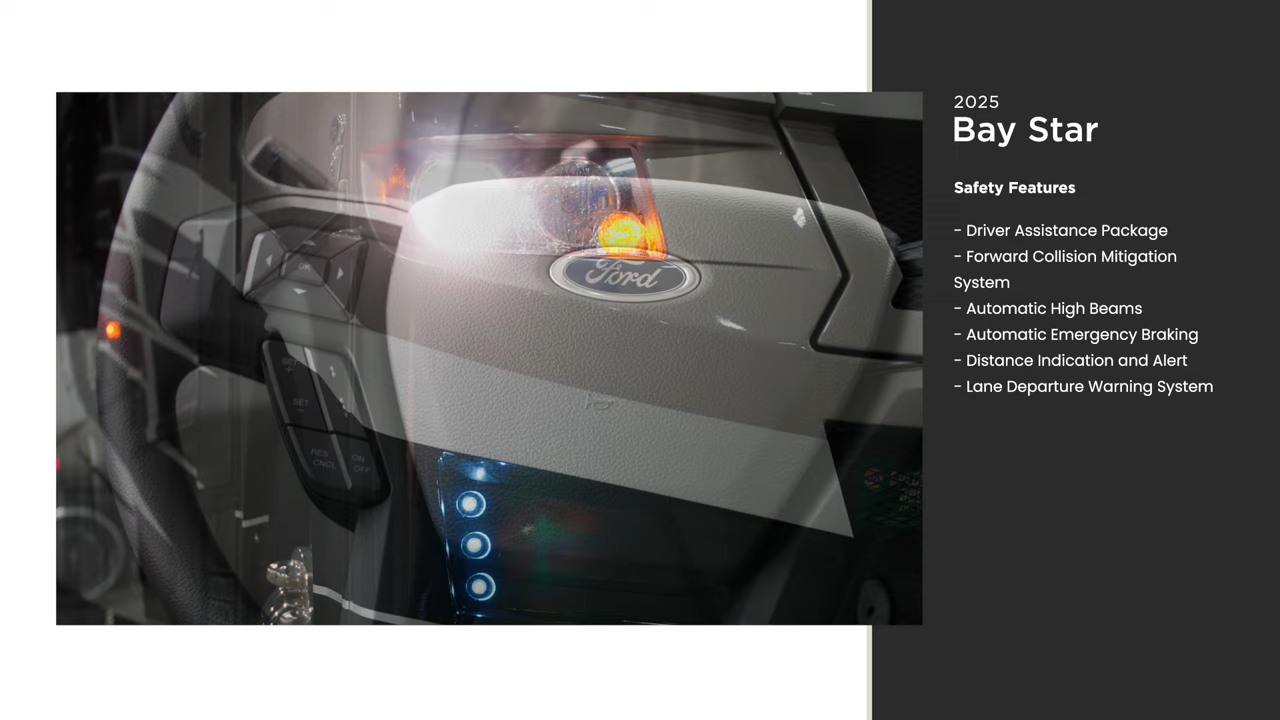 2025
Bay Star
Safety Features
- Driver Assistance Package
- Forward Collision Mitigation
System
- Automatic High Beams
- Automatic Emergency Braking
- Distance Indication and Alert
- Lane Departure Warning System
OK
Ford
SET
RES
CNCL
ON
OFF